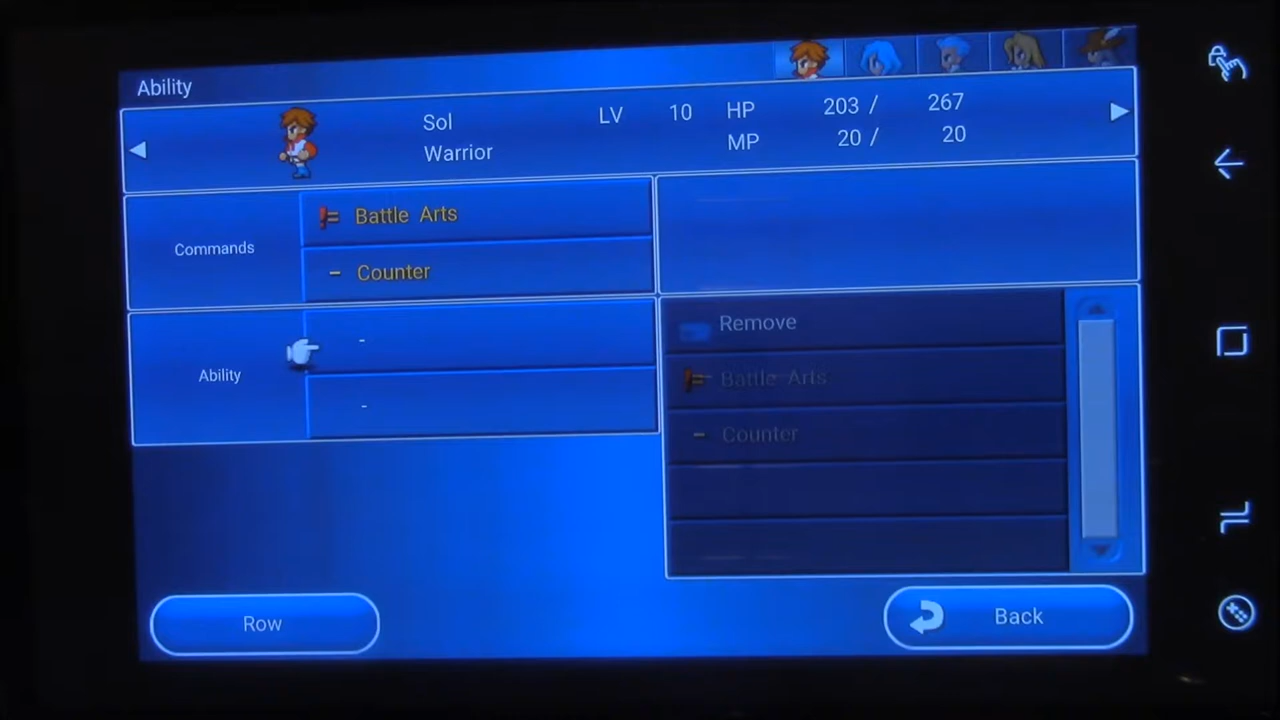 Ability
Sol LV 10 HP 203 / 267
Warrior MP 20 / 20
Commands
Battle Arts
- Counter
Ability
-
-
Remove
Battle Arts
- Counter
Row
Back